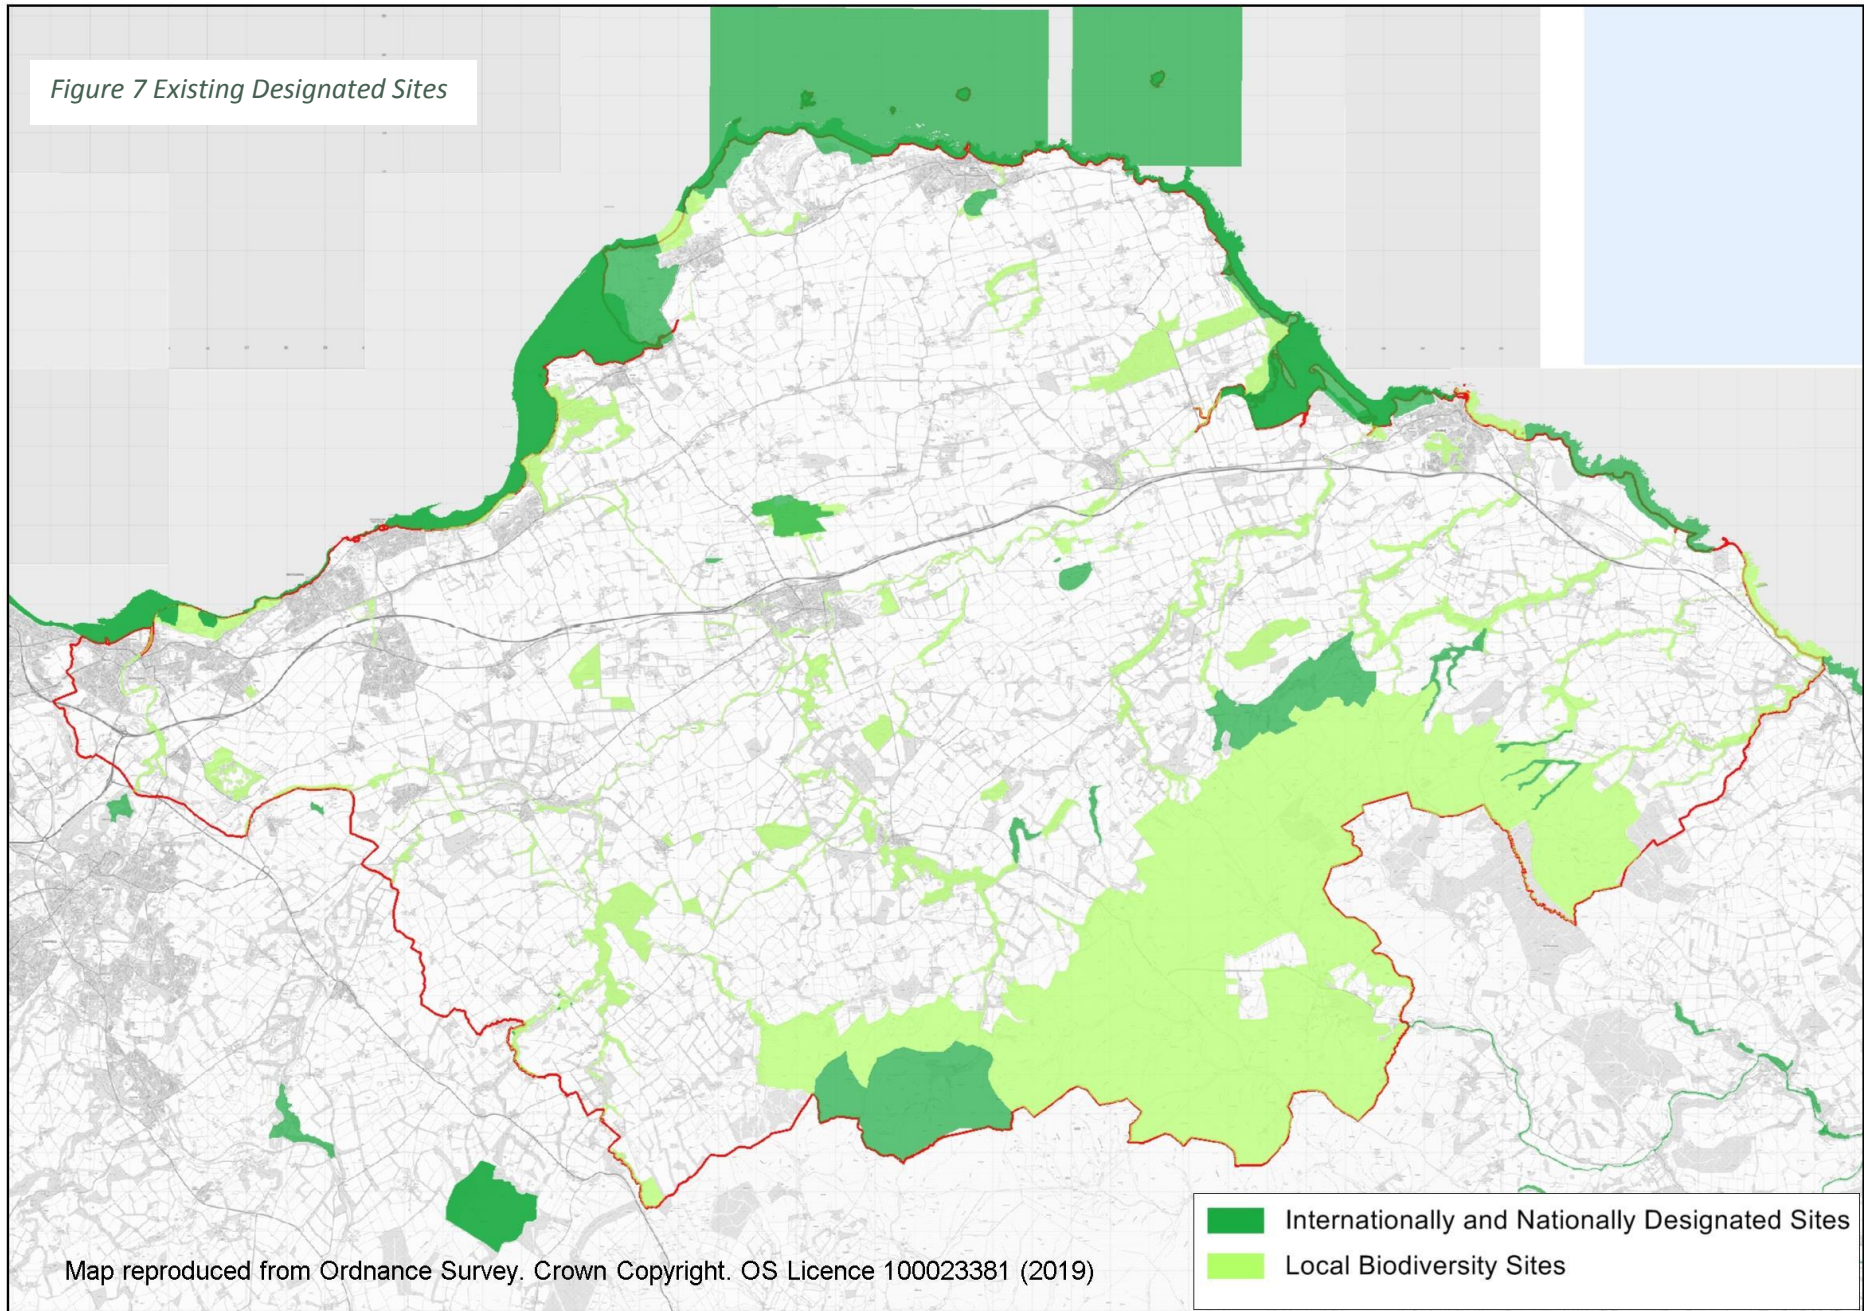 Figure 7 Existing Designated Sites
Internationally and Nationally Designated Sites
Local Biodiversity Sites
Map reproduced from Ordnance Survey. Crown Copyright. OS Licence 100023381 (2019)